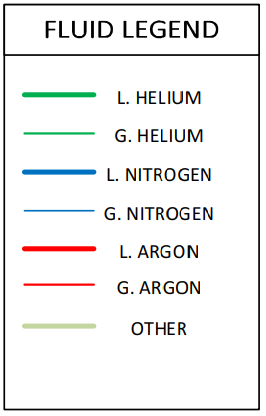 FLUID LEGEND
L. HELIUM
G. HELIUM
L. NITROGEN
G. NITROGEN
L. ARGON
G. ARGON
OTHER